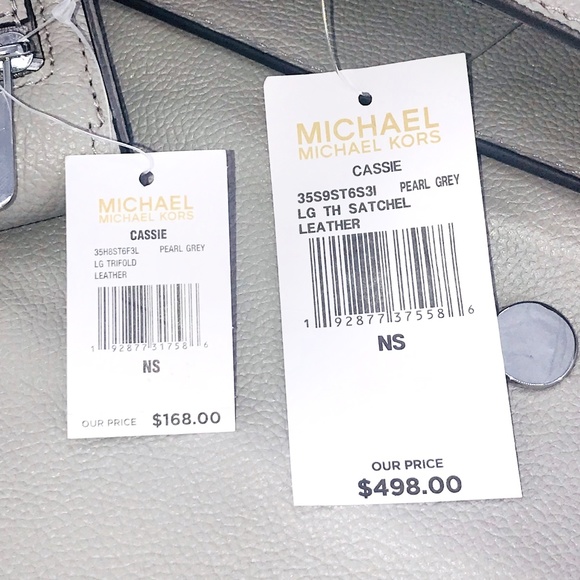 MICHAEL
MICHAEL KORS
CASSIE
35H8ST6F3L PEARL GREY
LG TRIFOLD
LEATHER
1 92877 31758 6
NS
OUR PRICE $168.00
MICHAEL
MICHAEL KORS
CASSIE
35S9ST6S3I PEARL GREY
LG TH SATCHEL
LEATHER
1 92877 37558 6
NS
OUR PRICE
$498.00